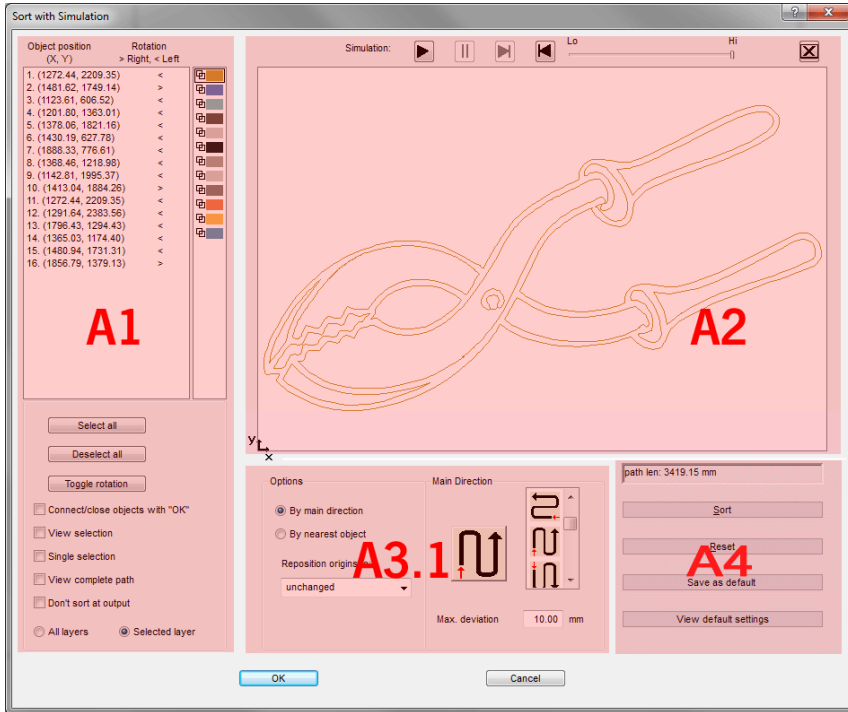 Sort with Simulation
Object position Rotation
(X, Y) > Right, < Left
1. (1272.44, 2209.35) <
2. (1481.62, 1749.14) >
3. (1123.61, 606.52) <
4. (1201.80, 1363.01) <
5. (1378.06, 1821.16) <
6. (1430.19, 627.78) <
7. (1888.33, 776.61) <
8. (1368.46, 1218.98) <
9. (1142.81, 1995.37) <
10. (1413.04, 1884.26) >
11. (1272.44, 2209.35) <
12. (1291.64, 2383.56) <
13. (1796.43, 1294.43) <
14. (1365.03, 1174.40) <
15. (1480.94, 1731.31) <
16. (1856.79, 1379.13) >
A1
Select all
Deselect all
Toggle rotation
Connect/close objects with "OK"
View selection
Single selection
View complete path
Don't sort at output
All layers Selected layer
Simulation: Lo Hi
A2
y
x
Options
By main direction
By nearest object
Reposition origins
unchanged
A3.1
Main Direction
Max. deviation 10.00 mm
path len: 3419.15 mm
Sort
Reset
A4
Save as default
View default settings
OK Cancel